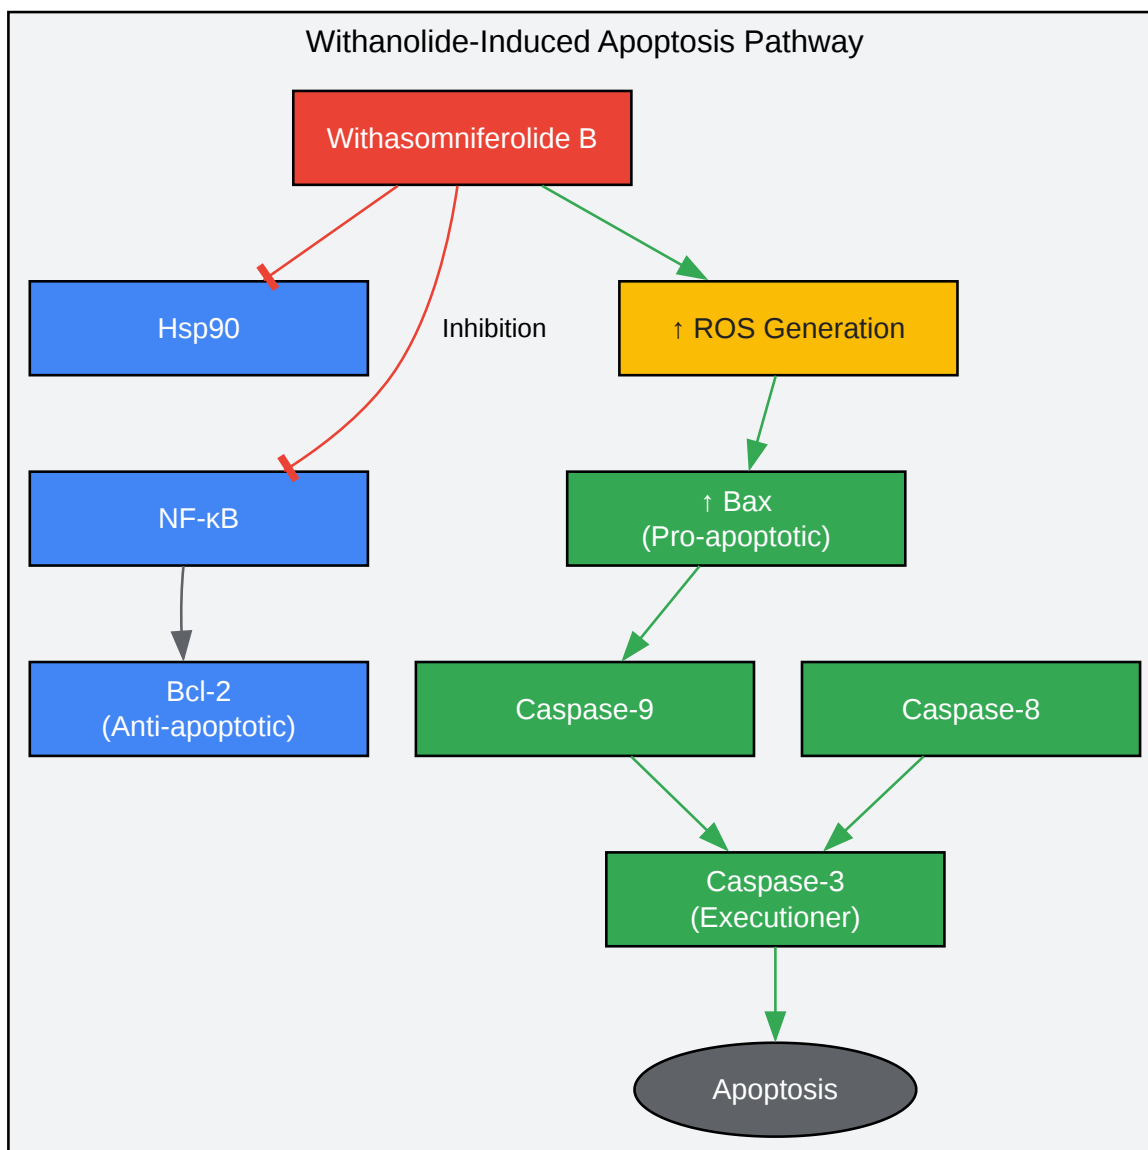 Withanolide-Induced Apoptosis Pathway
Withasomniferolide B
Hsp90
Inhibition
↑ ROS Generation
NF-κB
↑ Bax
(Pro-apoptotic)
Bcl-2
(Anti-apoptotic)
Caspase-9
Caspase-8
Caspase-3
(Executioner)
Apoptosis